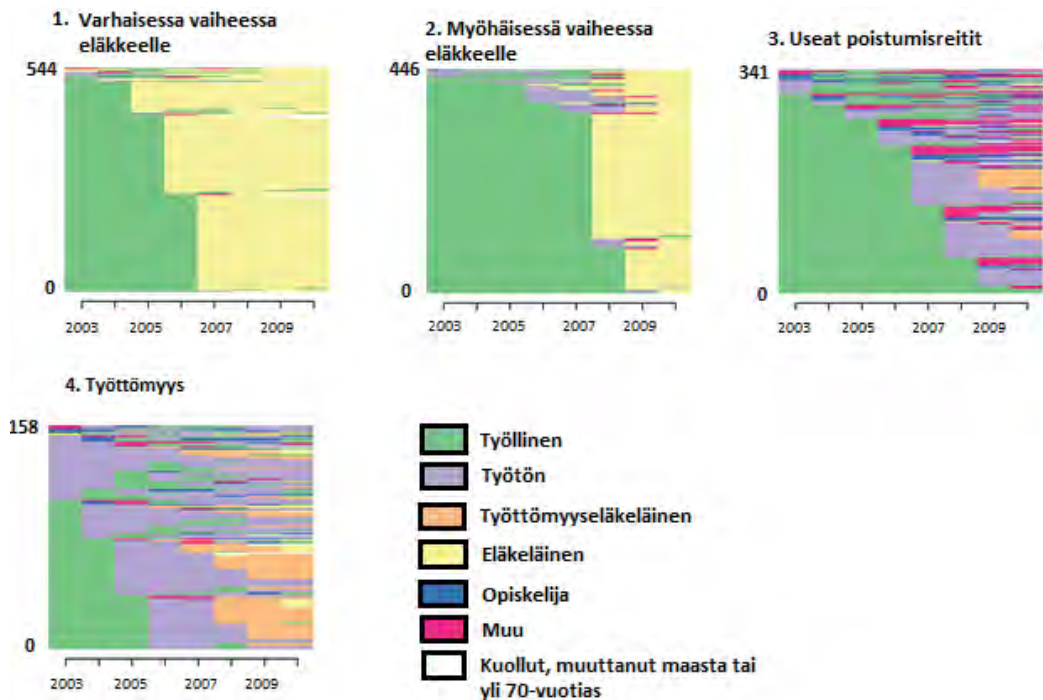 1. Varhaisessa vaiheessa
eläkkeelle
544
0
2003 2005 2007 2009
2. Myöhäisessä vaiheessa
eläkkeelle
446
0
2003 2005 2007 2009
3. Useat poistumisreitit
341
0
2003 2005 2007 2009
4. Työttömyys
158
0
2003 2005 2007 2009
Työllinen
Työtön
Työttömyyseläkeläinen
Eläkeläinen
Opiskelija
Muu
Kuollut, muuttanut maasta tai
yli 70-vuotias